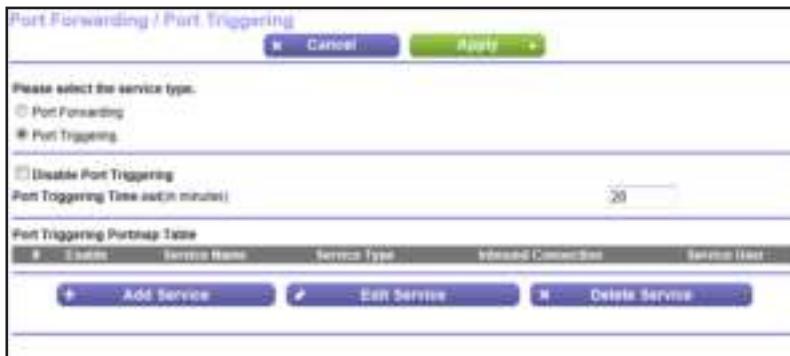 Port Forwarding / Port Triggering
Cancel Apply
Please select the service type.
Port Forwarding
Port Triggering
Disable Port Triggering
Port Triggering Time out(in minutes) 20
Port Triggering Portmap Table
# Enable Service Name Service Type Inbound Connection Service User
Add Service Edit Service Delete Service